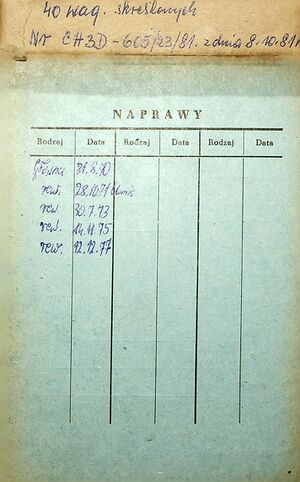 40 wag. skreślonych
Nr CH3D - 605/23/81. z dnia 8.10.81r
NAPRAWY
Rodzaj Data Rodzaj Data Rodzaj Data
Główna 31.8.70
rew. 28.10.71
rew. 30.7.73
rew. 14.11.75
rew. 12.12.77